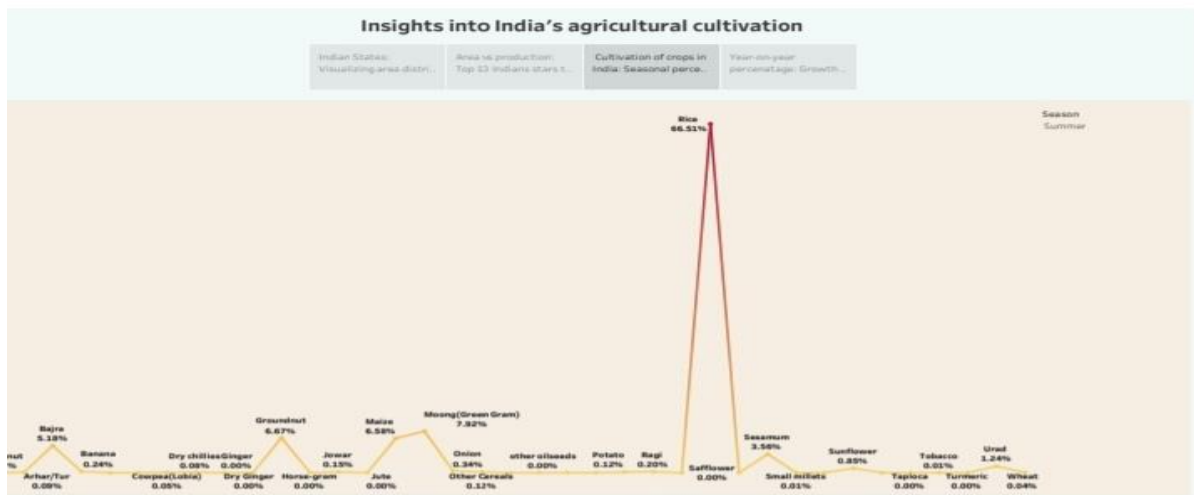 Insights into India's agricultural cultivation
Indian States:
Visualizing area distri...
Area vs production:
Top 13 Indians stars t...
Cultivation of crops in
India: Seasonal perce...
Year-on-year
percenatage: Growth...
Season
Summer
Rice
66.51%
Bajra
5.18%
Banana
0.24%
Dry chillies
0.08%
Ginger
0.00%
Groundnut
6.67%
Jowar
0.15%
Maize
6.58%
Moong(Green Gram)
7.92%
Onion
0.34%
other oilseeds
0.00%
Potato
0.12%
Ragi
0.20%
Sesamum
3.56%
Sunflower
0.85%
Tobacco
0.01%
Urad
1.24%
nut
%
Arhar/Tur
0.09%
Cowpea(Lobia)
0.05%
Dry Ginger
0.00%
Horse-gram
0.00%
Jute
0.00%
Other Cereals
0.12%
Safflower
0.00%
Small millets
0.01%
Tapioca
0.00%
Turmeric
0.00%
Wheat
0.04%